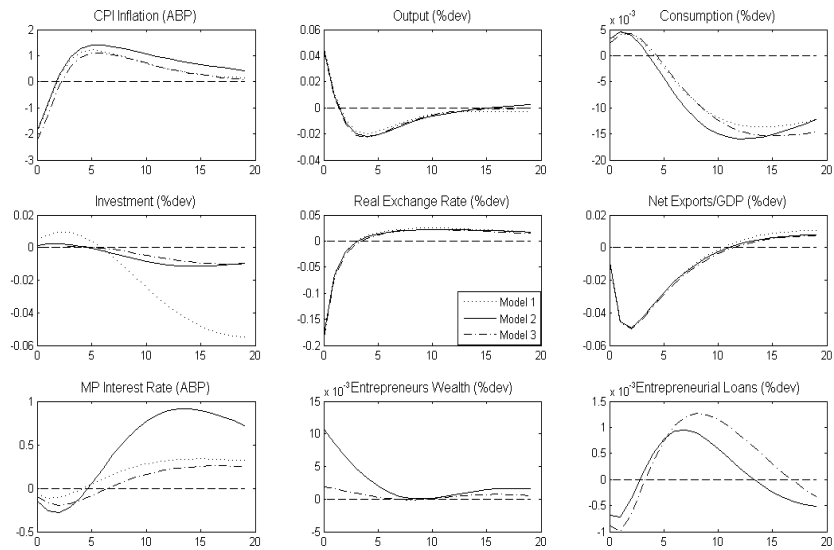 CPI Inflation (ABP)
2
1
0
-1
-2
-3
0 5 10 15 20
Output (%dev)
0.06
0.04
0.02
0
-0.02
-0.04
0 5 10 15 20
Consumption (%dev)
x 10⁻³
5
0
-5
-10
-15
-20
0 5 10 15 20
Investment (%dev)
0.02
0
-0.02
-0.04
-0.06
0 5 10 15 20
Real Exchange Rate (%dev)
0.05
0
-0.05
-0.1
-0.15
-0.2
0 5 10 15 20
Model 1
Model 2
Model 3
Net Exports/GDP (%dev)
0.02
0
-0.02
-0.04
-0.06
0 5 10 15 20
MP Interest Rate (ABP)
1
0.5
0
-0.5
0 5 10 15 20
x 10⁻³ Entrepreneurs Wealth (%dev)
15
10
5
0
-5
0 5 10 15 20
x 10⁻³ Entrepreneurial Loans (%dev)
1.5
1
0.5
0
-0.5
-1
0 5 10 15 20